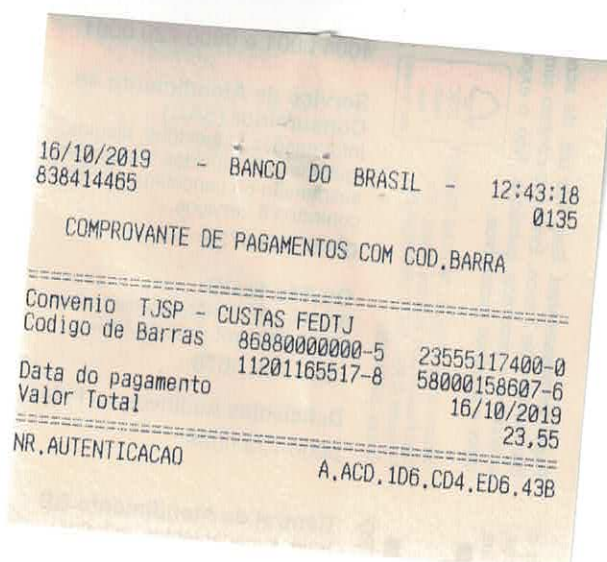 16/10/2019 - BANCO DO BRASIL - 12:43:18
838414465 0135
COMPROVANTE DE PAGAMENTOS COM COD.BARRA
Convenio TJSP - CUSTAS FEDTJ
Codigo de Barras 86880000000-5 23555117400-0
11201165517-8 58000158607-6
Data do pagamento 16/10/2019
Valor Total 23,55
NR.AUTENTICACAO A.ACD.1D6.CD4.ED6.43B